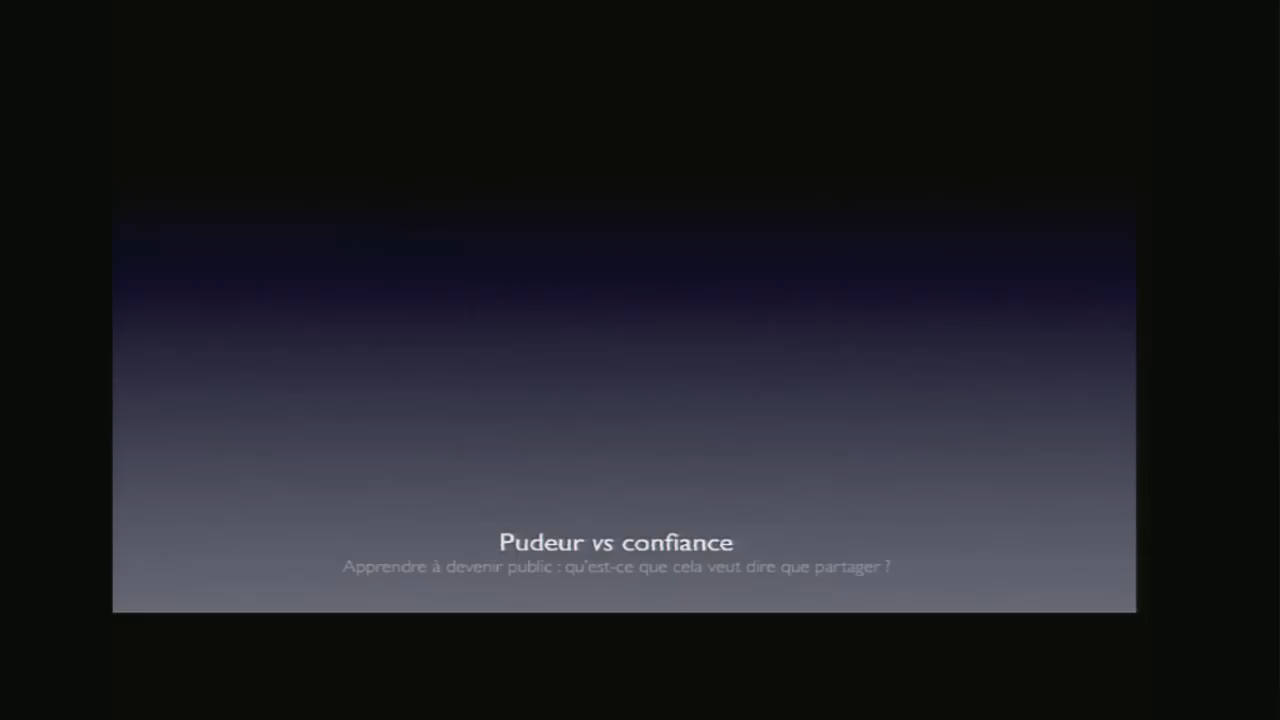 Pudeur vs confiance
Apprendre à devenir public : qu'est-ce que cela veut dire que partager ?